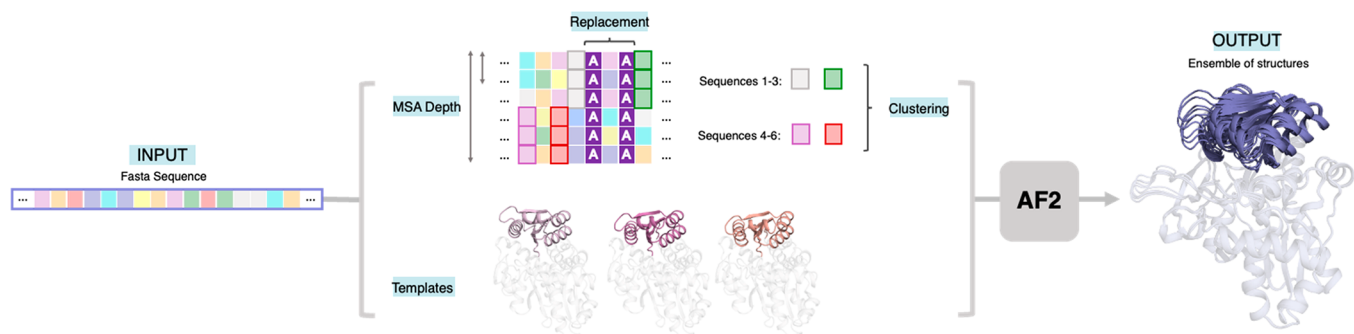 INPUT
Fasta Sequence
... ...
MSA Depth
Replacement
... A A ...
... A A ...
... A A ...
... A A ...
... A A ...
... A A ...
Sequences 1-3:
Sequences 4-6:
Clustering
Templates
AF2
OUTPUT
Ensemble of structures